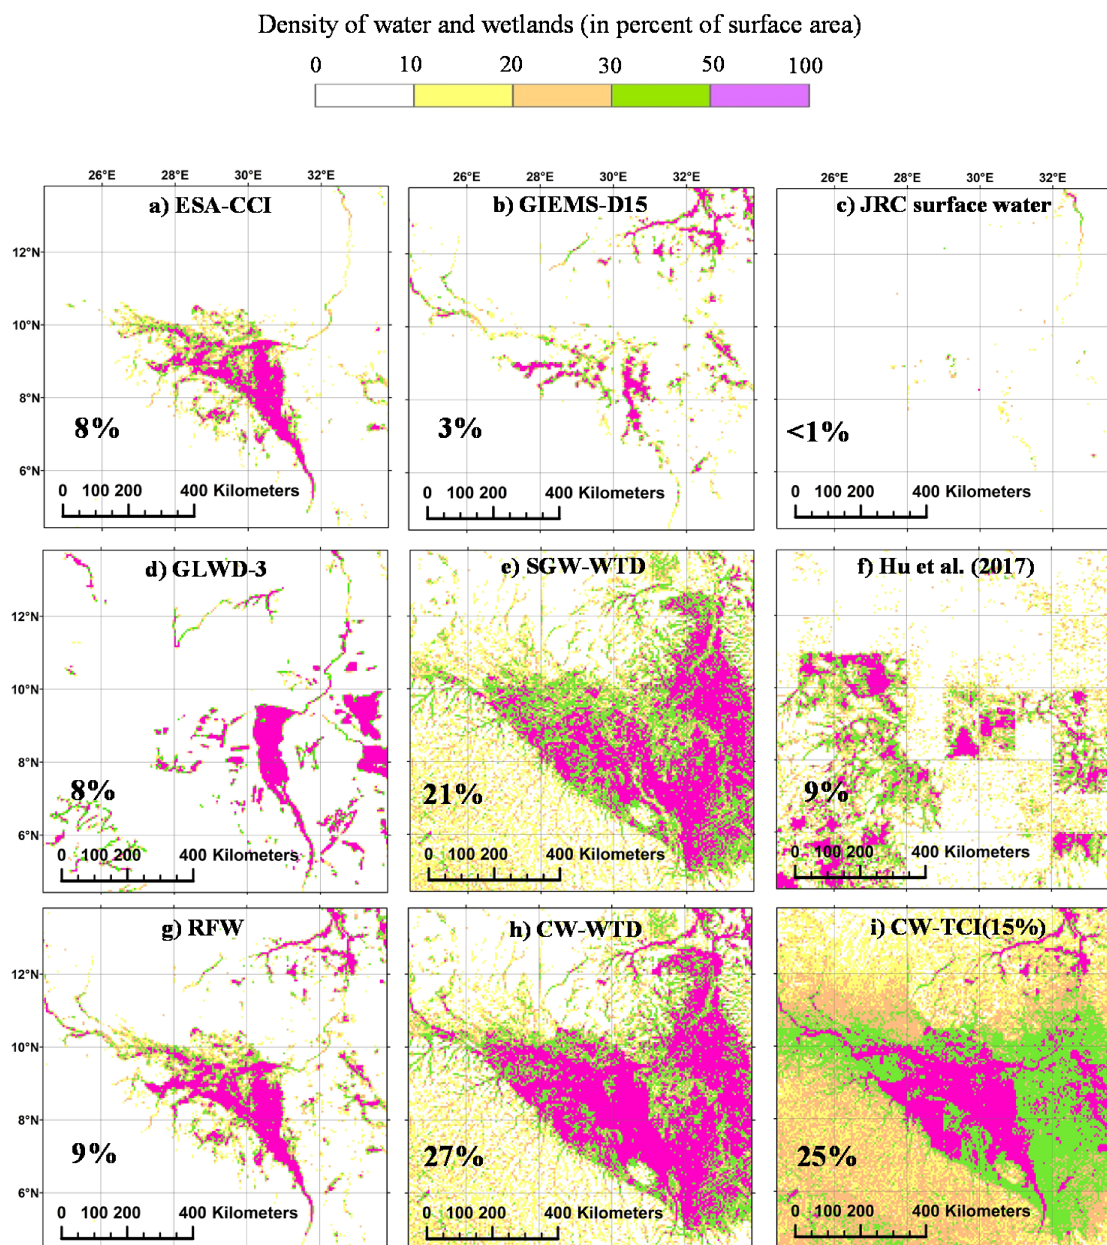 Density of water and wetlands (in percent of surface area)
0 10 20 30 50 100
26°E 28°E 30°E 32°E 26°E 28°E 30°E 32°E 26°E 28°E 30°E 32°E
a) ESA-CCI
b) GIEMS-D15
c) JRC surface water
12°N
10°N
8°N
6°N
8%
3%
<1%
0 100 200 400 Kilometers
0 100 200 400 Kilometers
0 100 200 400
d) GLWD-3
e) SGW-WTD
f) Hu et al. (2017)
12°N
10°N
8°N
6°N
8%
21%
9%
0 100 200 400 Kilometers
0 100 200 400 Kilometers
0 100 200 400 Kilometers
g) RFW
h) CW-WTD
i) CW-TCI(15%)
12°N
10°N
8°N
6°N
9%
27%
25%
0 100 200 400 Kilometers
0 100 200 400 Kilometers
0 100 200 400 Kilometers